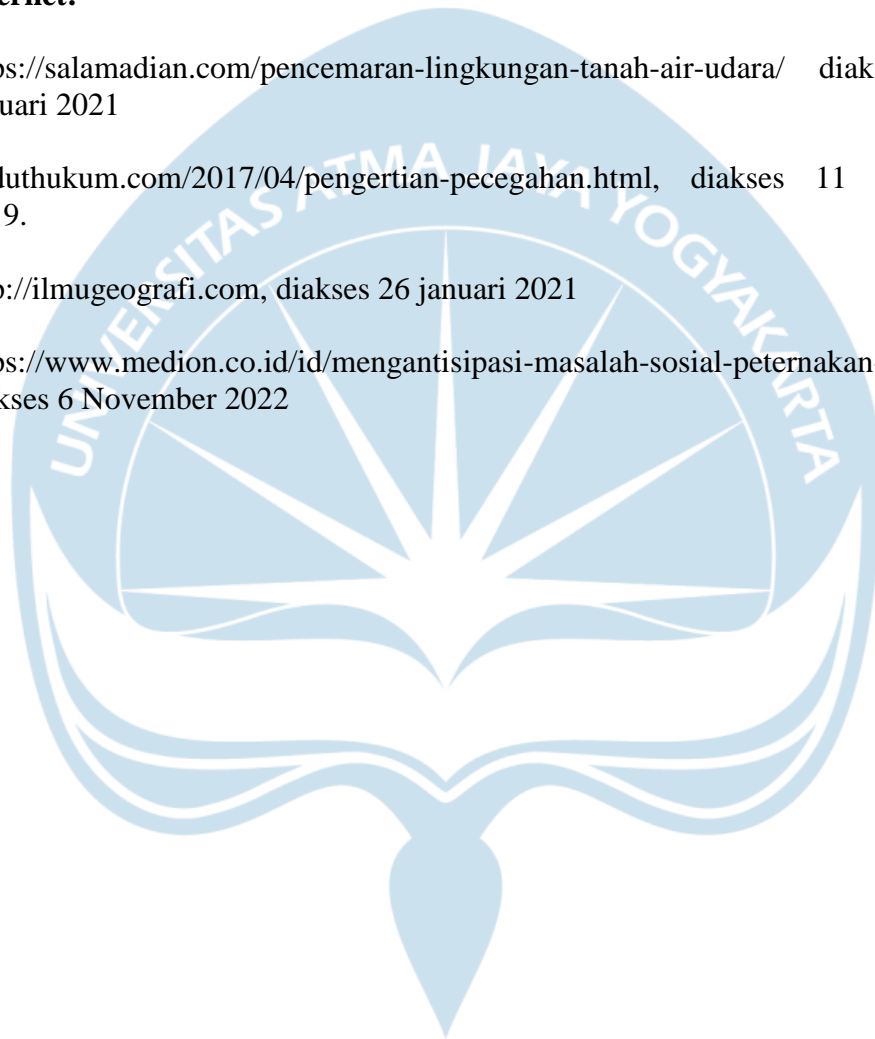 ernet:
ps://salamadian.com/pencemaran-lingkungan-tanah-air-udara/ diak
uari 2021
luthukum.com/2017/04/pengertian-pecegahan.html, diakses 11
9.
p://ilmugeografi.com, diakses 26 januari 2021
ps://www.medion.co.id/id/mengantisipasi-masalah-sosial-peternakan
kses 6 November 2022
UNIVERSITAS ATMA JAYA YOGYAKARTA